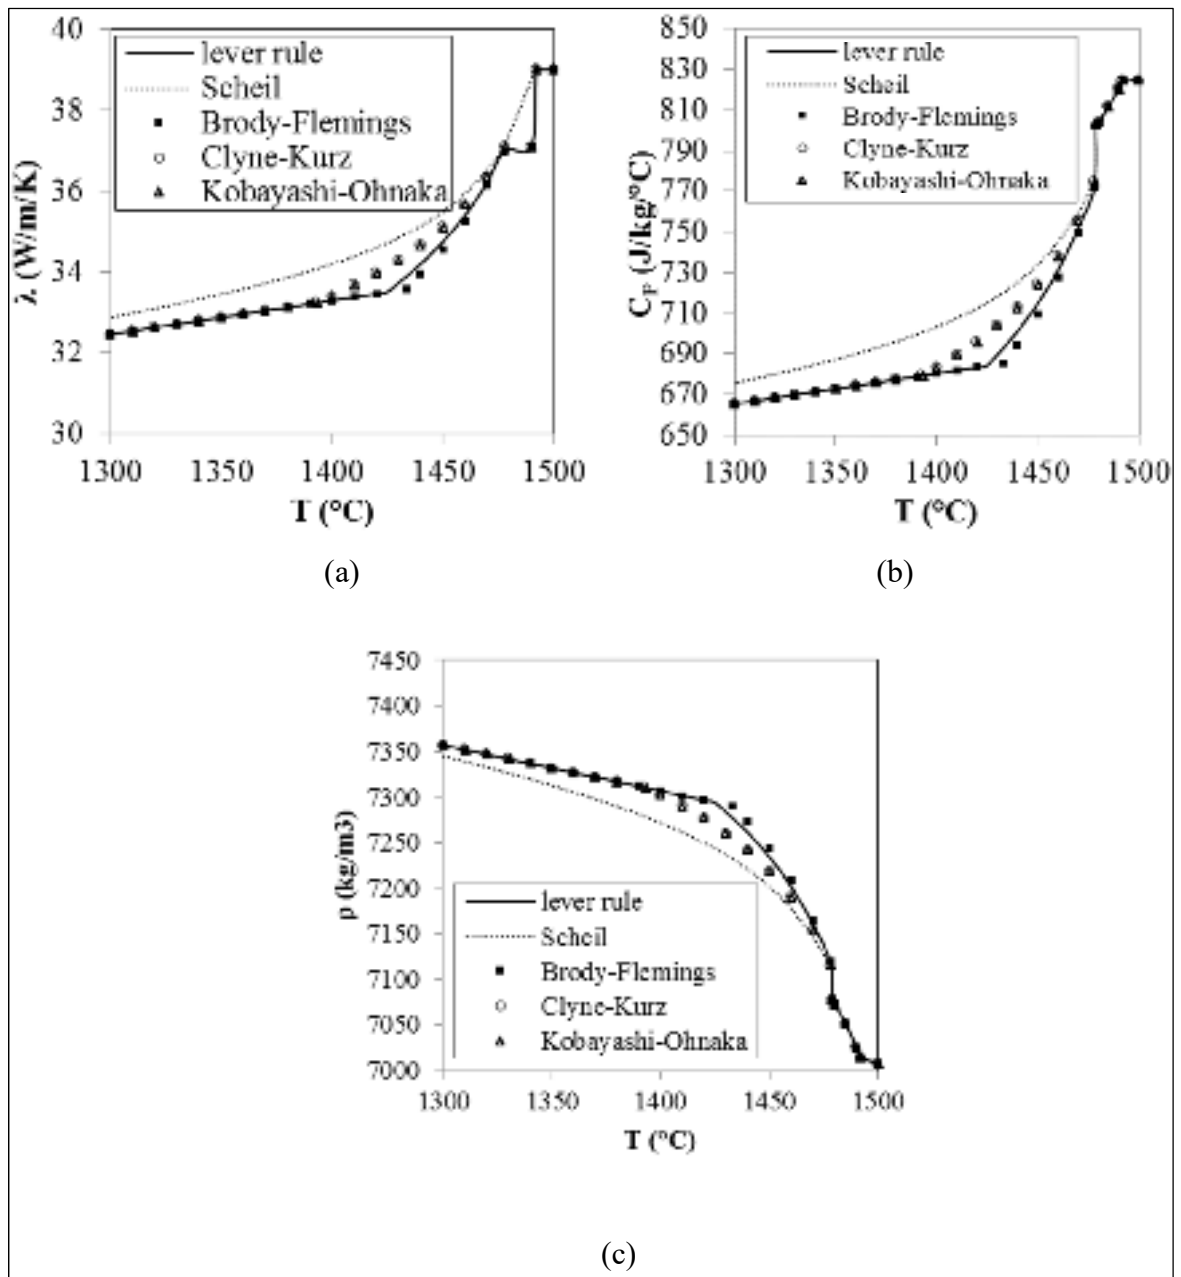 40
38
36
34
32
30
λ (W/m/K)
lever rule
Scheil
Brody-Flemings
Clyne-Kurz
Kobayashi-Ohnaka
1300 1350 1400 1450 1500
T (°C)
(a)
850
830
810
790
770
750
730
710
690
670
650
Cₚ (J/kg/°C)
lever rule
Scheil
Brody-Flemings
Clyne-Kurz
Kobayashi-Ohnaka
1300 1350 1400 1450 1500
T (°C)
(b)
7450
7400
7350
7300
7250
7200
7150
7100
7050
7000
ρ (kg/m3)
lever rule
Scheil
Brody-Flemings
Clyne-Kurz
Kobayashi-Ohnaka
1300 1350 1400 1450 1500
T (°C)
(c)